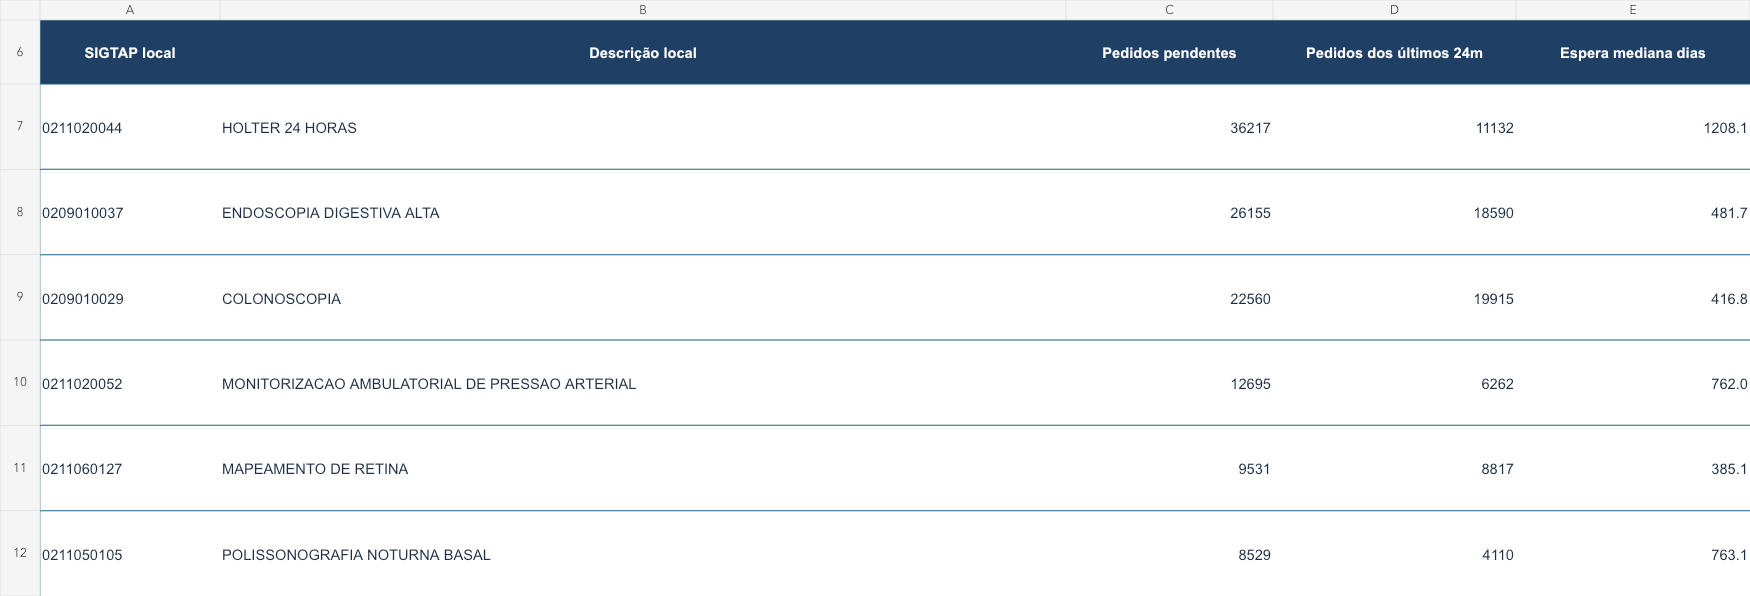 A B C D E
6 SIGTAP local Descrição local Pedidos pendentes Pedidos dos últimos 24m Espera mediana dias
7 0211020044 HOLTER 24 HORAS 36217 11132 1208.1
8 0209010037 ENDOSCOPIA DIGESTIVA ALTA 26155 18590 481.7
9 0209010029 COLONOSCOPIA 22560 19915 416.8
10 0211020052 MONITORIZACAO AMBULATORIAL DE PRESSAO ARTERIAL 12695 6262 762.0
11 0211060127 MAPEAMENTO DE RETINA 9531 8817 385.1
12 0211050105 POLISSONOGRAFIA NOTURNA BASAL 8529 4110 763.1